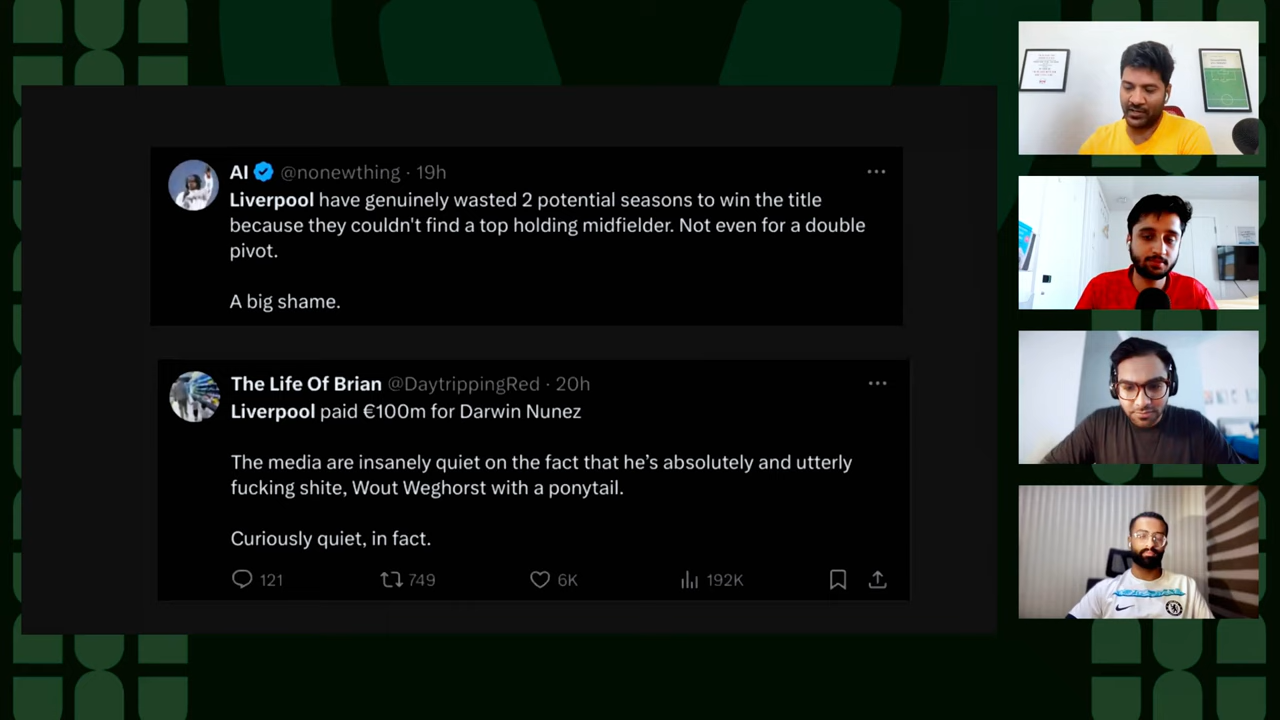 AI @nonewthing · 19h
Liverpool have genuinely wasted 2 potential seasons to win the title
because they couldn't find a top holding midfielder. Not even for a double
pivot.
A big shame.
The Life Of Brian @DaytrippingRed · 20h
Liverpool paid €100m for Darwin Nunez
The media are insanely quiet on the fact that he's absolutely and utterly
fucking shite, Wout Weghorst with a ponytail.
Curiously quiet, in fact.
121 749 6K 192K